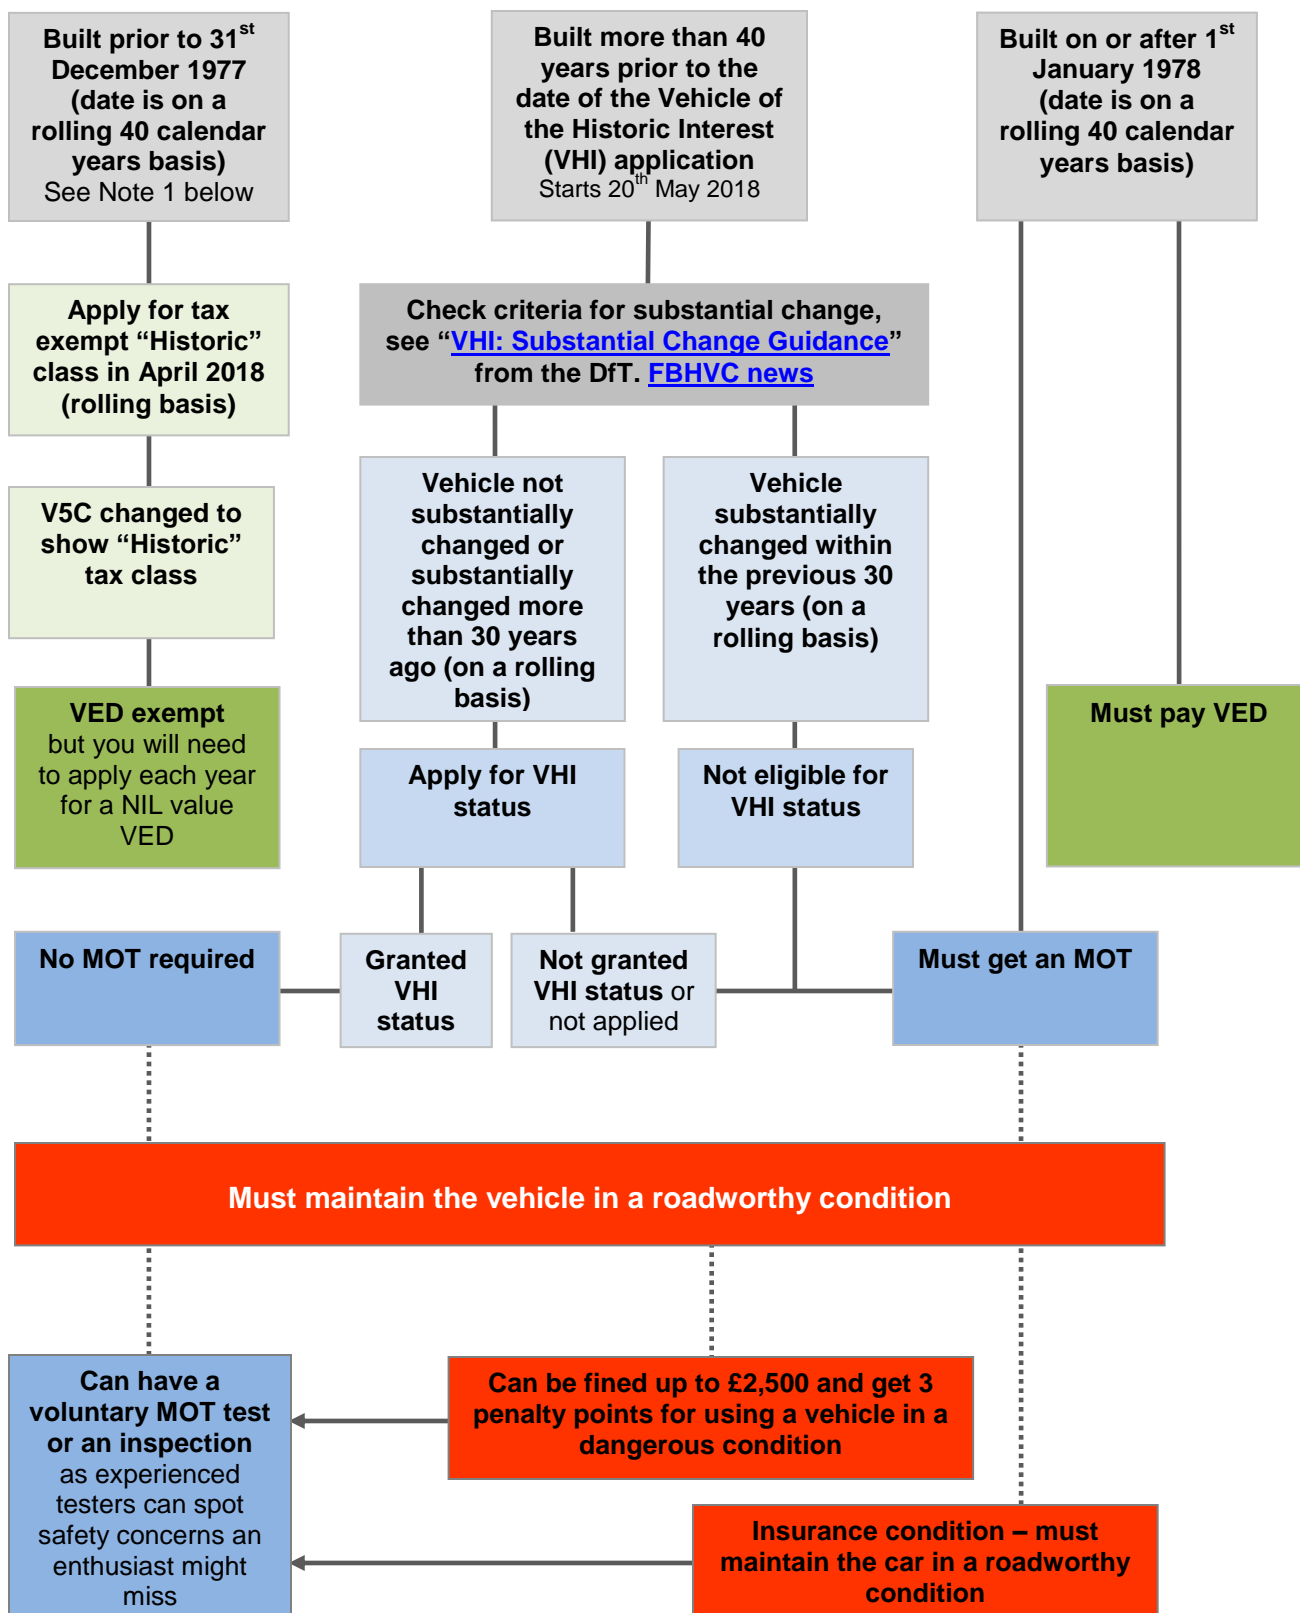 Built prior to 31st
December 1977
(date is on a
rolling 40 calendar
years basis)
See Note 1 below
Built more than 40
years prior to the
date of the Vehicle of
the Historic Interest
(VHI) application
Starts 20th May 2018
Built on or after 1st
January 1978
(date is on a
rolling 40 calendar
years basis)
Apply for tax
exempt “Historic”
class in April 2018
(rolling basis)
Check criteria for substantial change,
see “VHI: Substantial Change Guidance”
from the DfT. FBHVC news
V5C changed to
show “Historic”
tax class
Vehicle not
substantially
changed or
substantially
changed more
than 30 years
ago (on a rolling
basis)
Vehicle
substantially
changed within
the previous 30
years (on a
rolling basis)
VED exempt
but you will need
to apply each year
for a NIL value
VED
Must pay VED
Apply for VHI
status
Not eligible for
VHI status
No MOT required
Granted
VHI
status
Not granted
VHI status or
not applied
Must get an MOT
Must maintain the vehicle in a roadworthy condition
Can have a
voluntary MOT test
or an inspection
as experienced
testers can spot
safety concerns an
enthusiast might
miss
Can be fined up to £2,500 and get 3
penalty points for using a vehicle in a
dangerous condition
Insurance condition – must
maintain the car in a roadworthy
condition